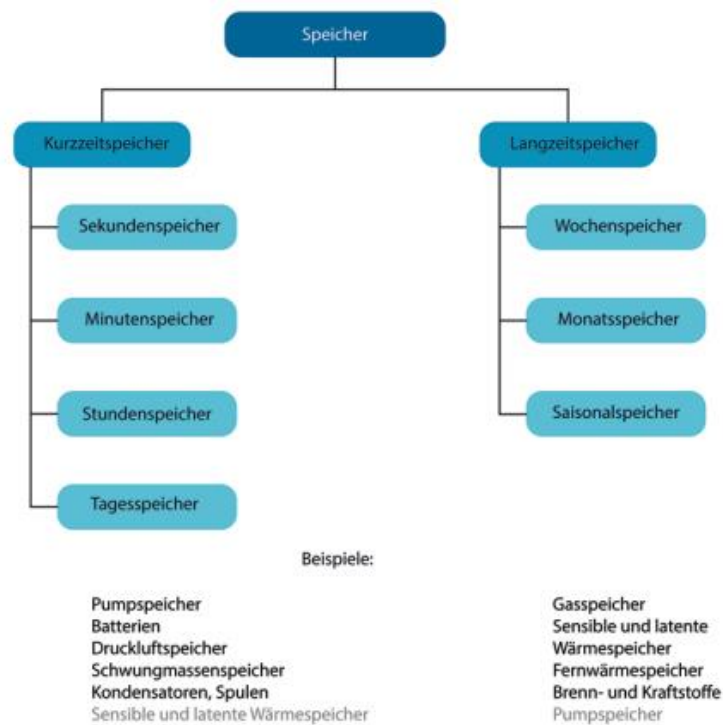 Speicher
Kurzzeitspeicher
Langzeitspeicher
Sekundenspeicher
Wochenspeicher
Minutenspeicher
Monatsspeicher
Stundenspeicher
Saisonalspeicher
Tagesspeicher
Beispiele:
Pumpspeicher
Batterien
Druckluftspeicher
Schwungmassenspeicher
Kondensatoren, Spulen
Sensible und latente Wärmespeicher
Gasspeicher
Sensible und latente
Wärmespeicher
Fernwärmespeicher
Brenn- und Kraftstoffe
Pumpspeicher